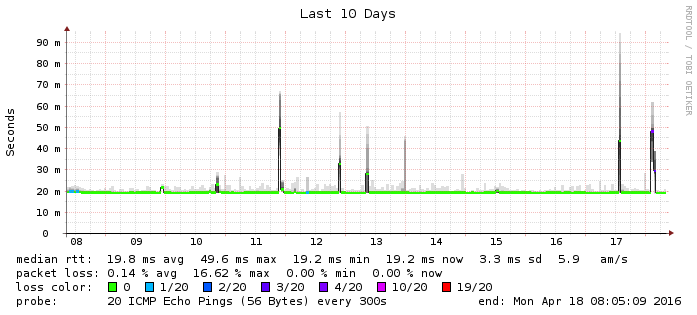 Last 10 Days
RRDTOOL / TOBI OETIKER
Seconds
90 m
80 m
70 m
60 m
50 m
40 m
30 m
20 m
10 m
0
08 09 10 11 12 13 14 15 16 17
median rtt: 19.8 ms avg 49.6 ms max 19.2 ms min 19.2 ms now 3.3 ms sd 5.9 am/s
packet loss: 0.14 % avg 16.62 % max 0.00 % min 0.00 % now
loss color: 0 1/20 2/20 3/20 4/20 10/20 19/20
probe: 20 ICMP Echo Pings (56 Bytes) every 300s end: Mon Apr 18 08:05:09 2016